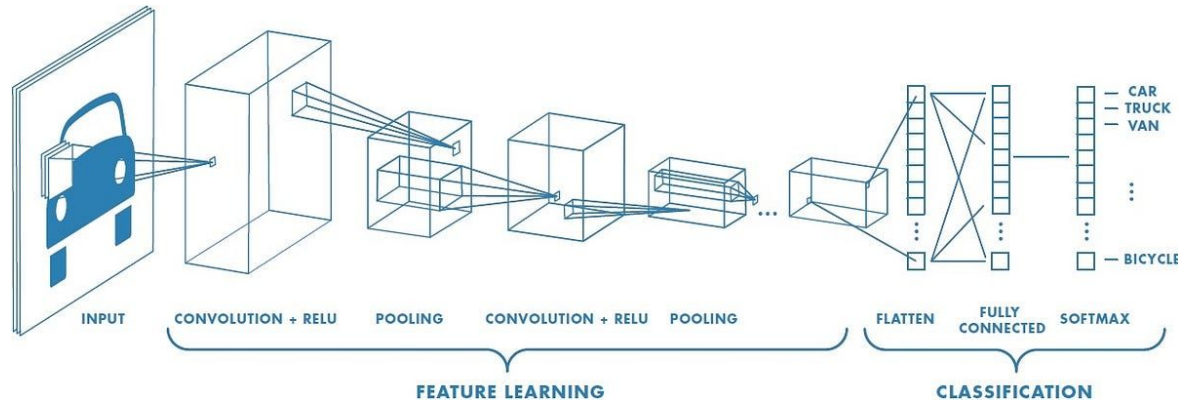 CAR
TRUCK
VAN
BICYCLE
INPUT
CONVOLUTION + RELU
POOLING
CONVOLUTION + RELU
POOLING
FLATTEN
FULLY
CONNECTED
SOFTMAX
FEATURE LEARNING
CLASSIFICATION